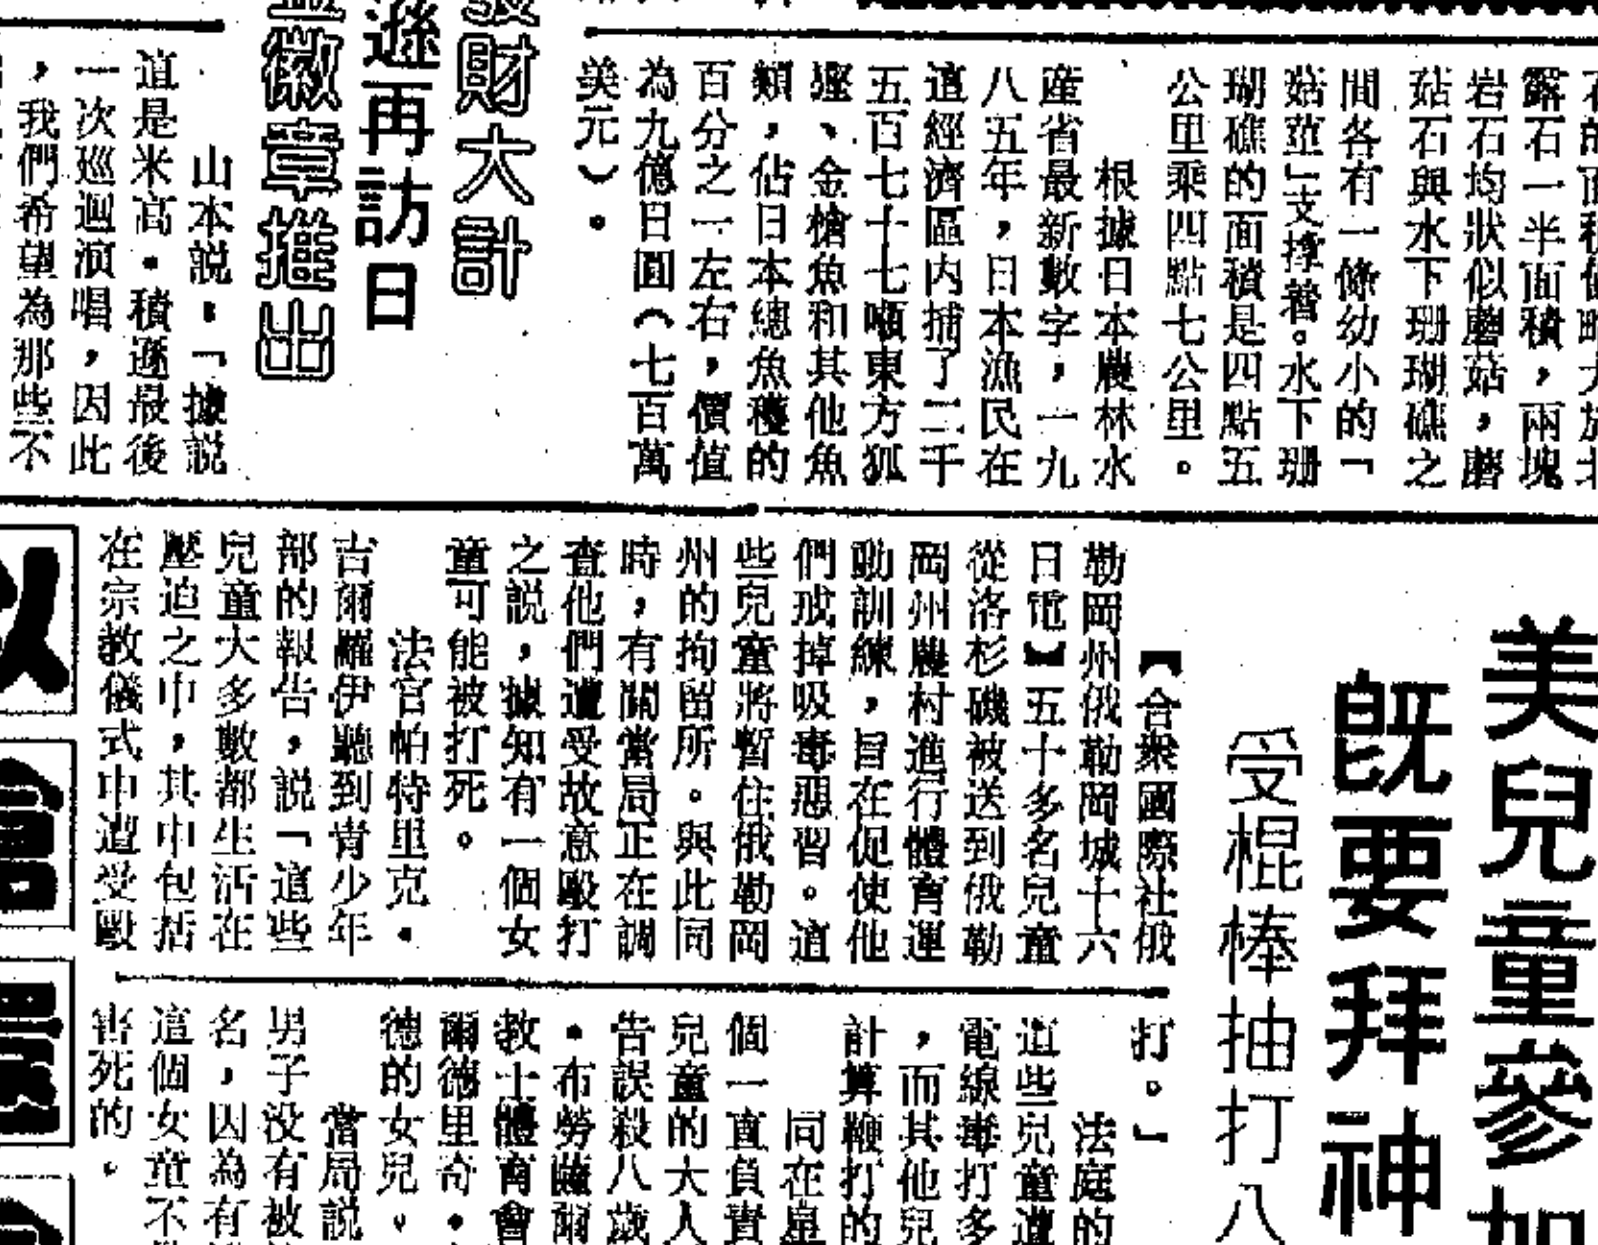 露石一半面積，兩塊
岩石均狀似磨菇，磨
菇石與水下珊瑚礁之
間各有一條幼小的「
菇莖」支撐着。水下珊
瑚礁的面積是四點五
公里乘四點七公里。
根據日本農林水
產省最新數字，一九
八五年，日本漁民在
這經濟區內捕了二千
五百七十七噸東方狐
鰹、金槍魚和其他魚
類，佔日本總魚穫的
百分之一左右，價值
為九億日圓（七百萬
美元）。
發財大計
遜再訪日
徽章推出
山本說：「據說
這是米高・積遜最後
一次巡迴演唱，因此
，我們希望為那些不
美兒童參加
既要拜神
受棍棒抽打八
【合衆國際社俄
勒岡州俄勒岡城十六
日電】五十多名兒童
從洛杉磯被送到俄勒
岡州農村進行體育運
動訓練，旨在促使他
們戒掉吸毒惡習。這
些兒童將暫住俄勒岡
州的拘留所。與此同
時，有關當局正在調
查他們遭受故意毆打
之說，據知有一個女
童可能被打死。
法官帕特里克・
吉爾羅伊聽到青少年
部的報告，說「這些
兒童大多數都生活在
壓迫之中，其中包括
在宗教儀式中遭受毆
打。」
法庭的
這些兒童遭
電線毒打多
，而其他兒
計算鞭打的
同在皇
個一直負責
兒童的大人
告誤殺八歲
・布勞薩爾
教士體育會
爾德里奇・
德的女兒。
當局說
男子没有被
名，因為有
這個女童不
害死的。
以
會